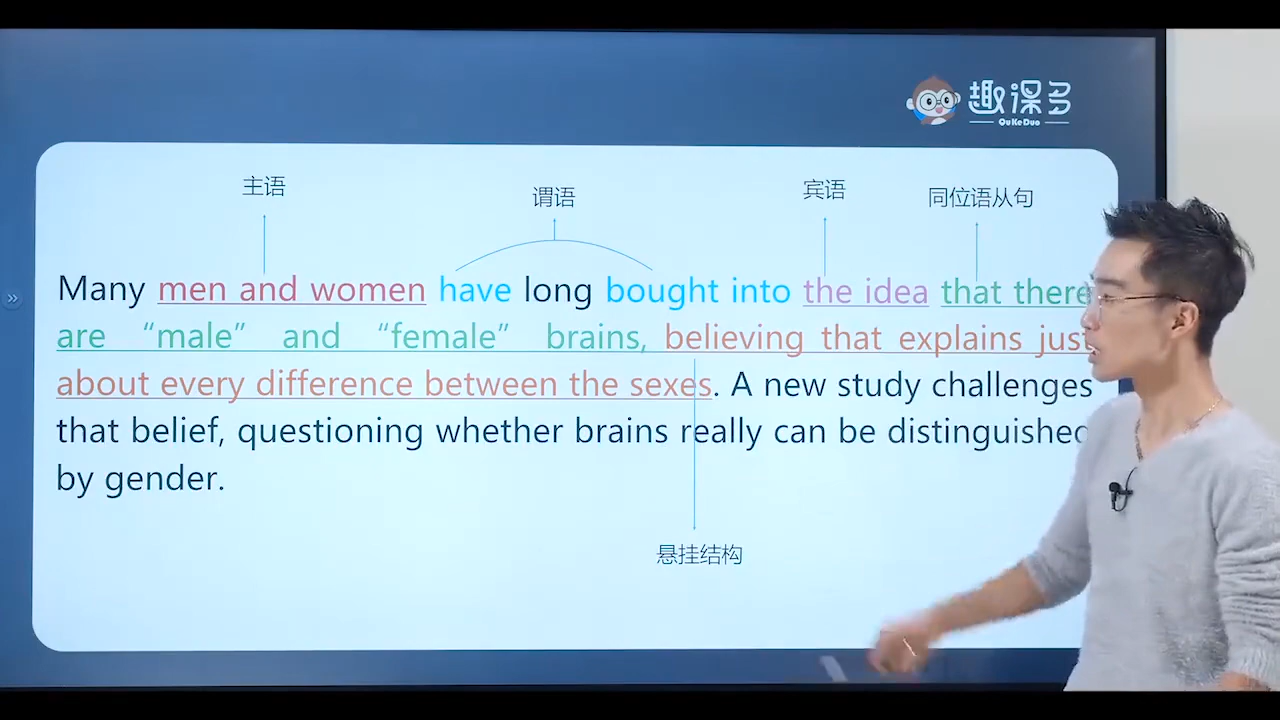 趣课多
QuKeDuo
主语
谓语
宾语
同位语从句
»
Many men and women have long bought into the idea that there
are “male” and “female” brains, believing that explains just
about every difference between the sexes. A new study challenges
that belief, questioning whether brains really can be distinguished
by gender.
悬挂结构